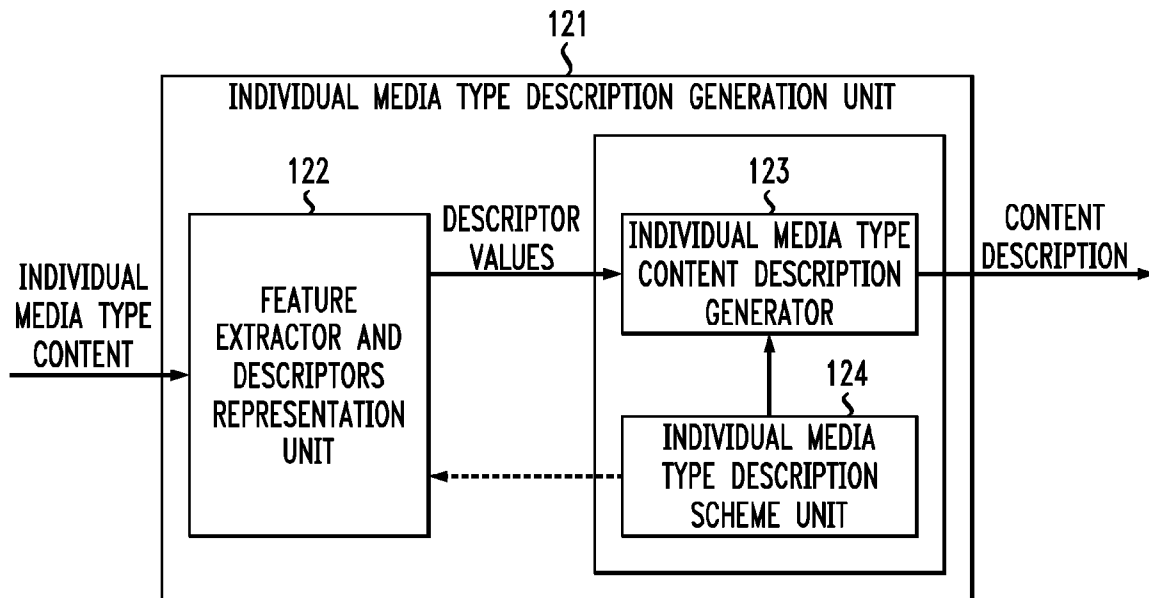 121
INDIVIDUAL MEDIA TYPE DESCRIPTION GENERATION UNIT
122
FEATURE
EXTRACTOR AND
DESCRIPTORS
REPRESENTATION
UNIT
INDIVIDUAL
MEDIA TYPE
CONTENT
DESCRIPTOR
VALUES
123
INDIVIDUAL MEDIA TYPE
CONTENT DESCRIPTION
GENERATOR
CONTENT
DESCRIPTION
124
INDIVIDUAL MEDIA
TYPE DESCRIPTION
SCHEME UNIT